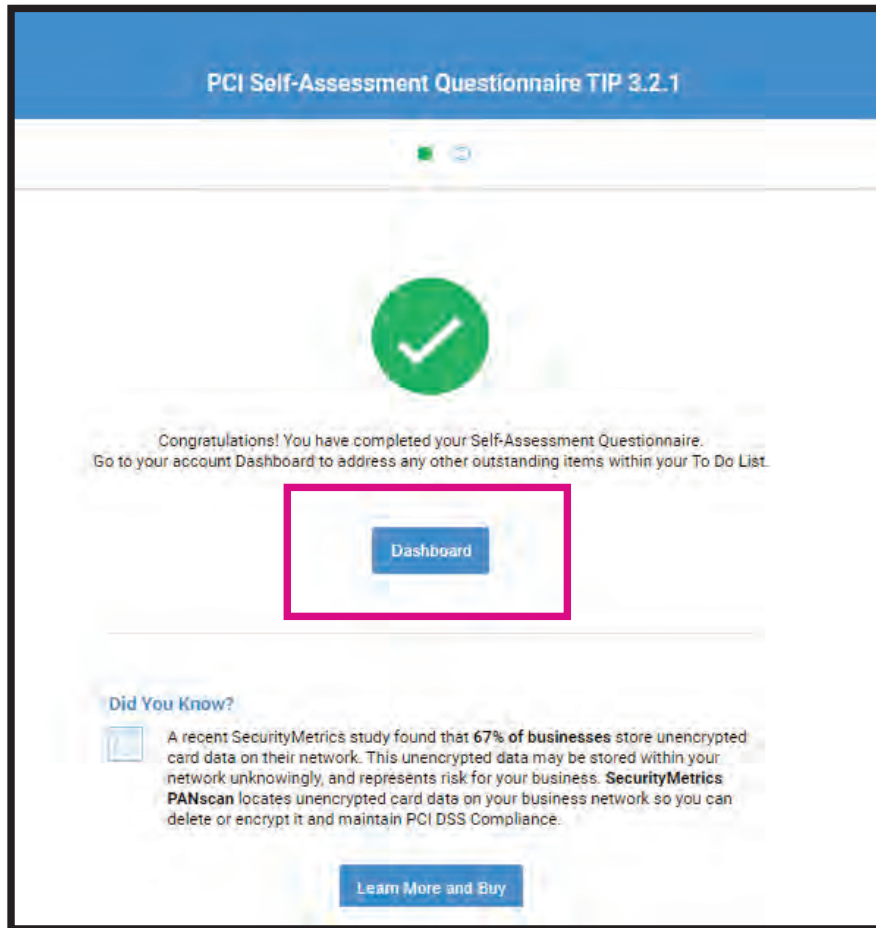 PCI Self-Assessment Questionnaire TIP 3.2.1
Congratulations! You have completed your Self-Assessment Questionnaire.
Go to your account Dashboard to address any other outstanding items within your To Do List.
Dashboard
Did You Know?
A recent SecurityMetrics study found that 67% of businesses store unencrypted
card data on their network. This unencrypted data may be stored within your
network unknowingly, and represents risk for your business. SecurityMetrics
PANscan locates unencrypted card data on your business network so you can
delete or encrypt it and maintain PCI DSS Compliance.
Learn More and Buy